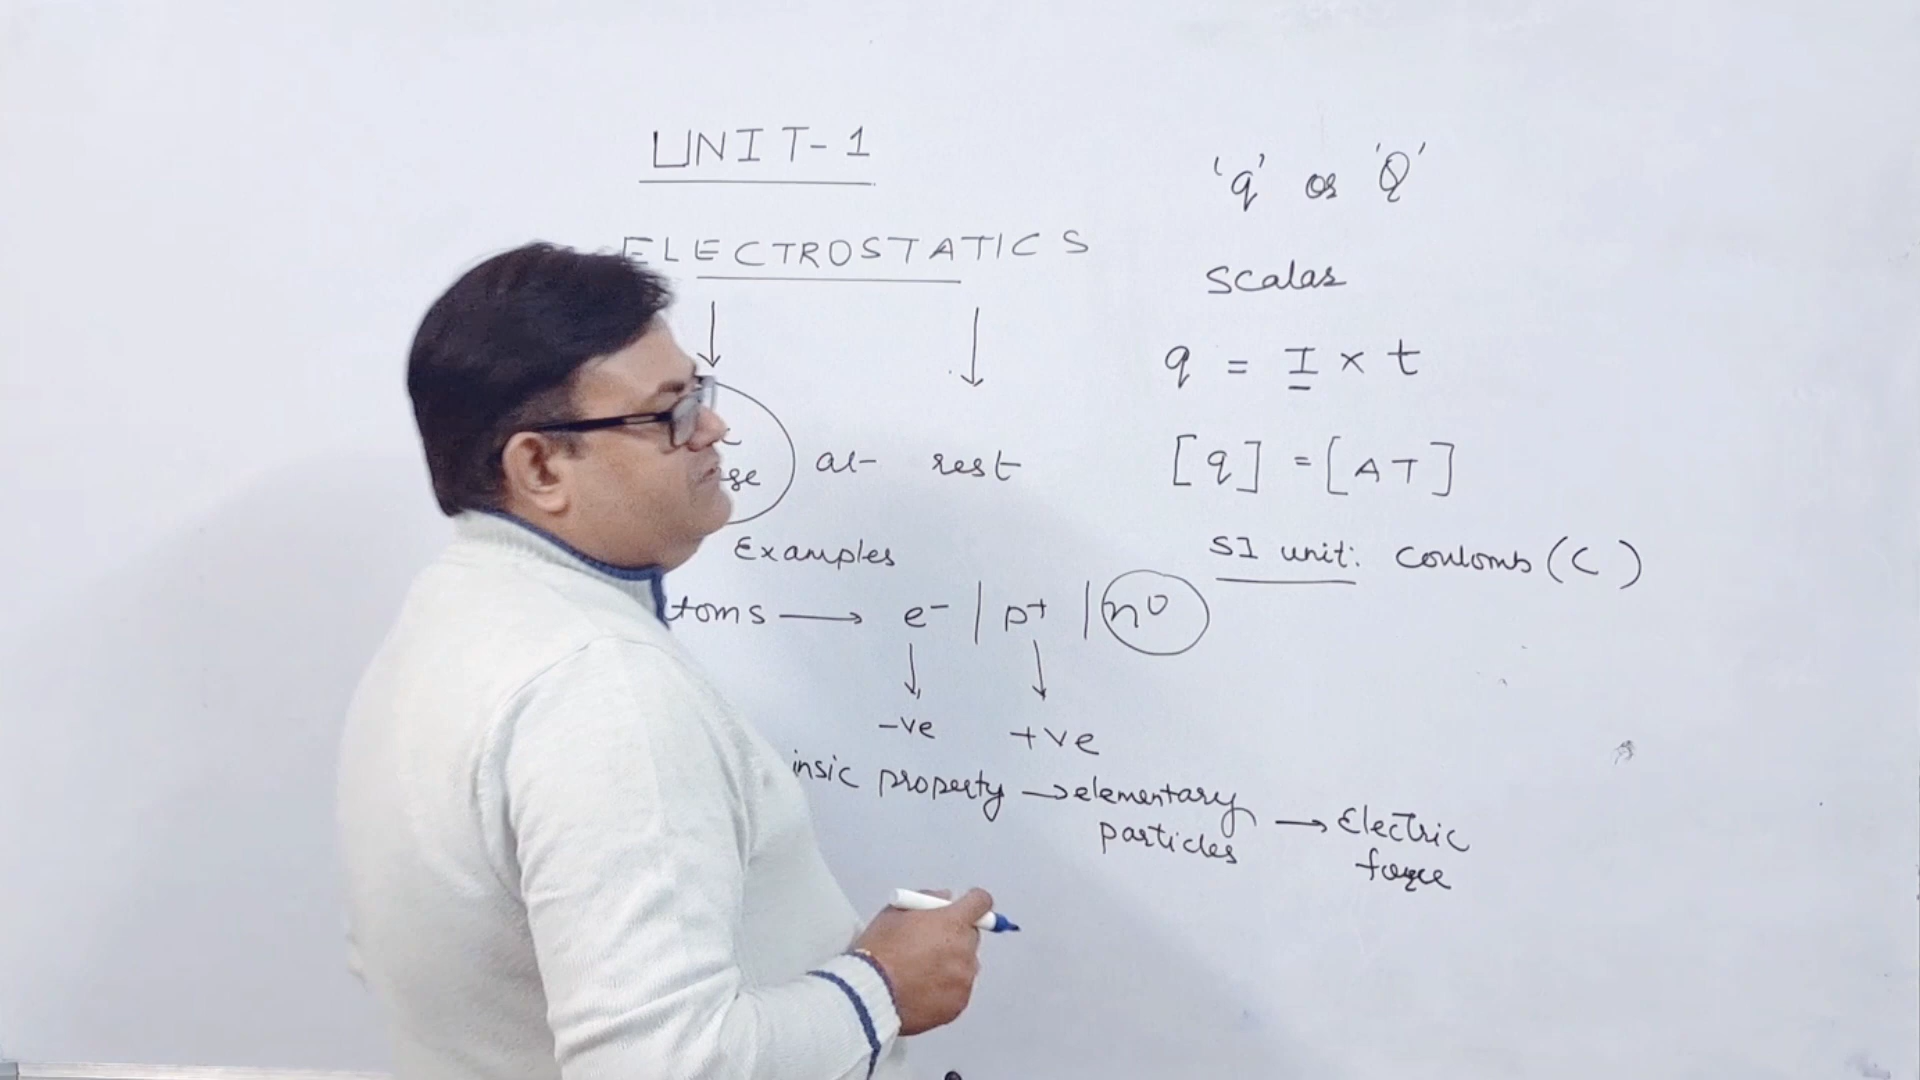 UNIT-1
ELECTROSTATICS
at rest
Examples
toms → e⁻ | p⁺ | n⁰
-ve +ve
insic property → elementary particles → Electric force
'q' or 'Q'
Scalar
q = I × t
[q] = [AT]
SI unit: Coulomb (C)